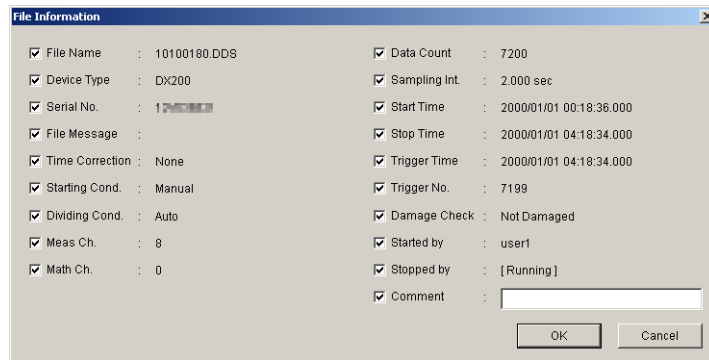 File Information
File Name : 10100180.DDS
Device Type : DX200
Serial No. :
File Message :
Time Correction : None
Starting Cond. : Manual
Dividing Cond. : Auto
Meas Ch. : 8
Math Ch. : 0
Data Count : 7200
Sampling Int. : 2.000 sec
Start Time : 2000/01/01 00:18:36.000
Stop Time : 2000/01/01 04:18:34.000
Trigger Time : 2000/01/01 04:18:34.000
Trigger No. : 7199
Damage Check : Not Damaged
Started by : user1
Stopped by : [ Running ]
Comment :
OK
Cancel